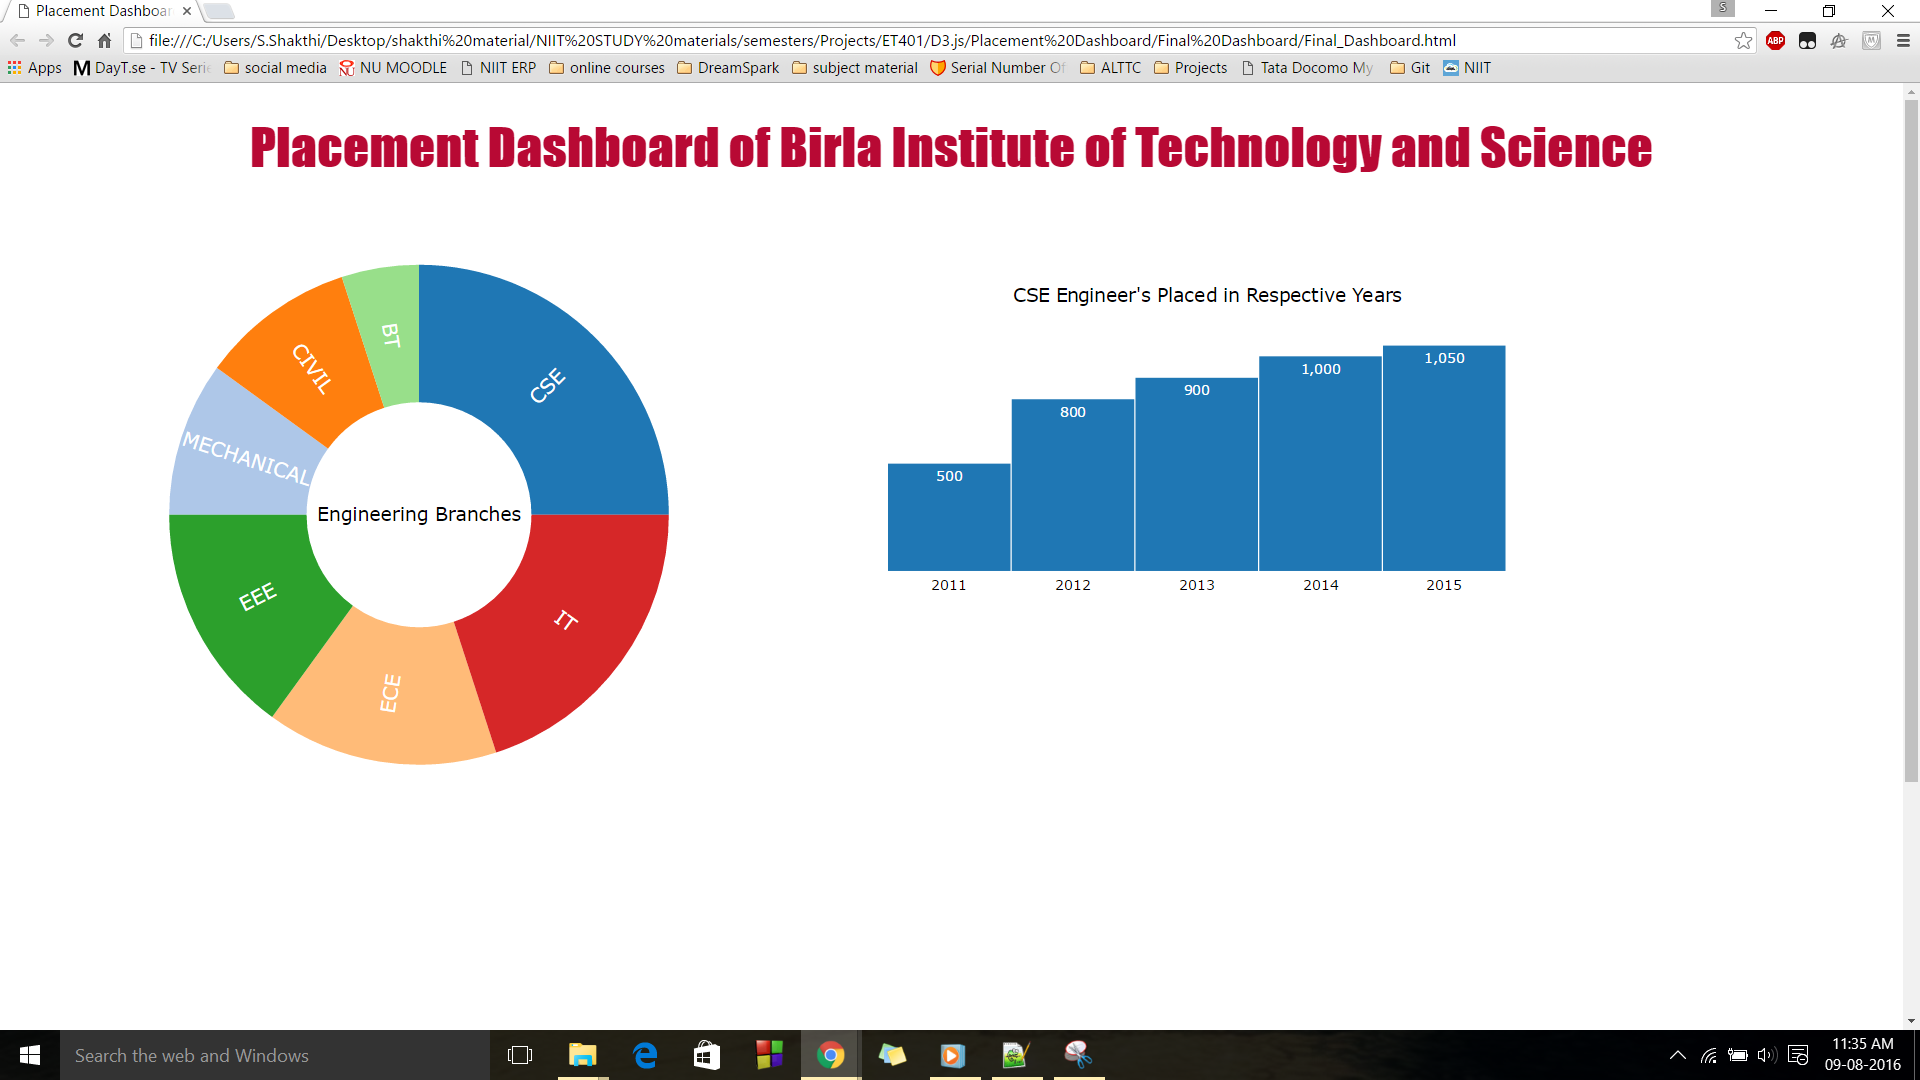 Placement Dashboar
S
file:///C:/Users/S.Shakthi/Desktop/shakthi%20material/NIIT%20STUDY%20materials/semesters/Projects/ET401/D3.js/Placement%20Dashboard/Final%20Dashboard/Final_Dashboard.html
ABP
Apps M DayT.se - TV Serie social media NU MOODLE NIIT ERP online courses DreamSpark subject material Serial Number Of ALTTC Projects Tata Docomo My Git NIIT
Placement Dashboard of Birla Institute of Technology and Science
BT
CSE
CIVIL
MECHANICAL
Engineering Branches
EEE
IT
ECE
CSE Engineer's Placed in Respective Years
500 800 900 1,000 1,050
2011 2012 2013 2014 2015
Search the web and Windows
11:35 AM
09-08-2016